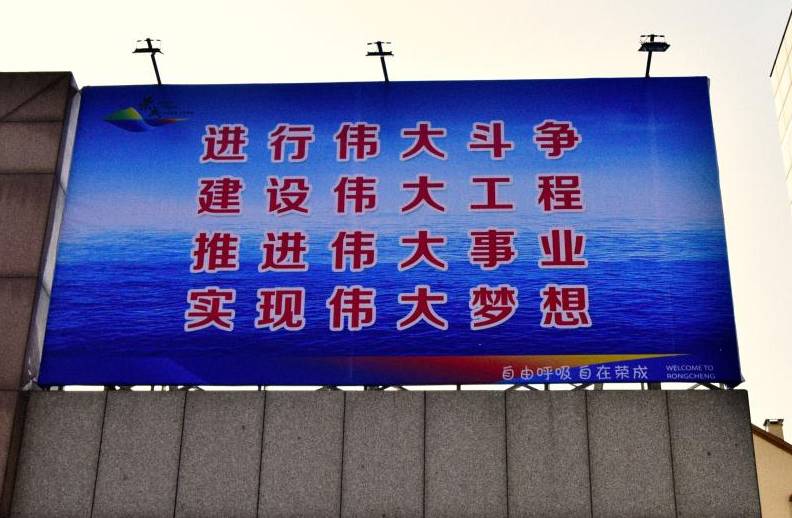 进行伟大斗争
建设伟大工程
推进伟大事业
实现伟大梦想
自由呼吸 自在荣成
WELCOME TO
RONGCHENG